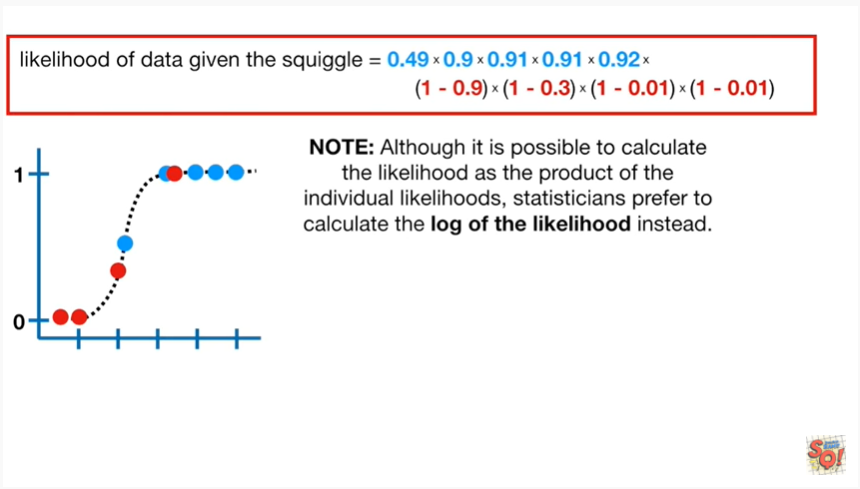 likelihood of data given the squiggle = 0.49 × 0.9 × 0.91 × 0.91 × 0.92 ×
(1 - 0.9) × (1 - 0.3) × (1 - 0.01) × (1 - 0.01)
NOTE: Although it is possible to calculate
the likelihood as the product of the
individual likelihoods, statisticians prefer to
calculate the log of the likelihood instead.
1
0
SQ!